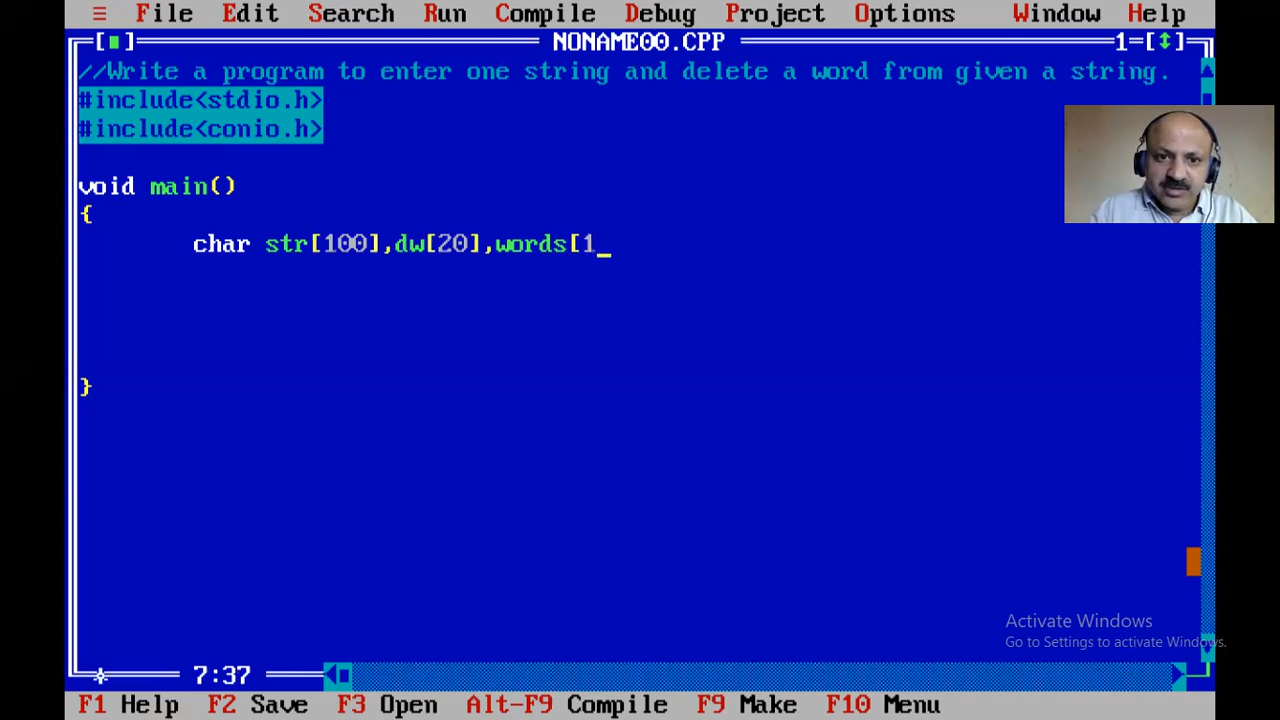 ≡ File Edit Search Run Compile Debug Project Options Window Help
[■] NONAME00.CPP 1=[↕]
//Write a program to enter one string and delete a word from given a string.
#include<stdio.h>
#include<conio.h>
void main()
{
char str[100],dw[20],words[1_
}
Activate Windows
Go to Settings to activate Windows.
7:37
F1 Help F2 Save F3 Open Alt-F9 Compile F9 Make F10 Menu